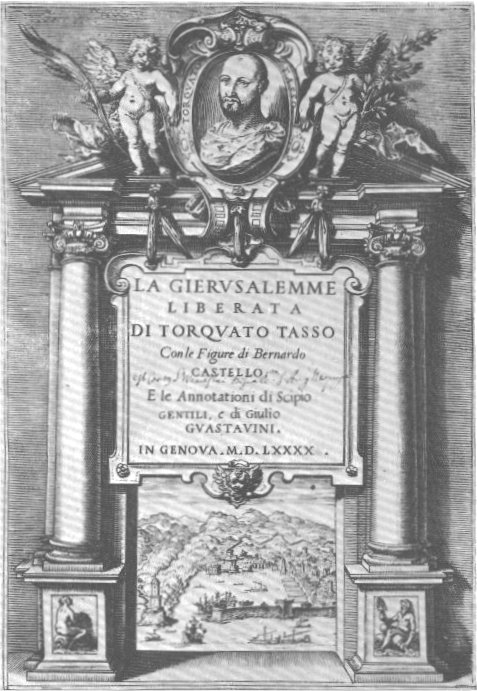 TORQVAT
LA GIERVSALEMME
LIBERATA
DI TORQVATO TASSO
Con le Figure di Bernardo
CASTELLO,
E le Annotationi di Scipio
GENTILI, e di Giulio
GVASTAVINI.
IN GENOVA. M.D.LXXXX.